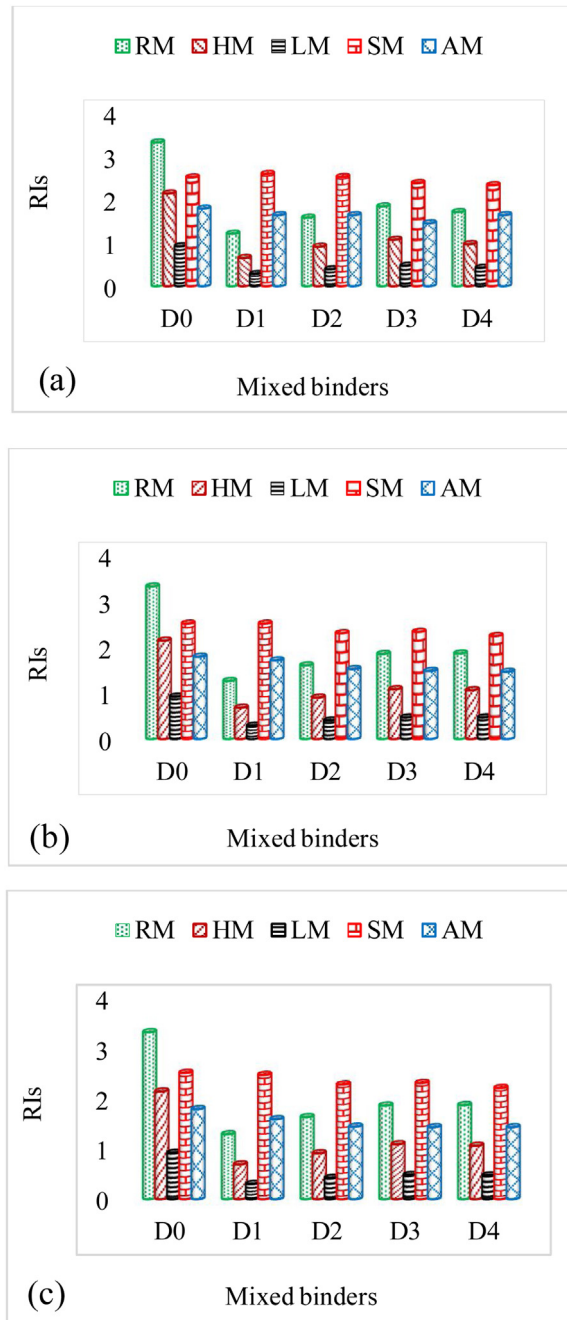 RM HM LM SM AM
4
3
2
1
0
RIs
D0 D1 D2 D3 D4
(a)
Mixed binders
RM HM LM SM AM
4
3
2
1
0
RIs
D0 D1 D2 D3 D4
(b)
Mixed binders
RM HM LM SM AM
4
3
2
1
0
RIs
D0 D1 D2 D3 D4
(c)
Mixed binders